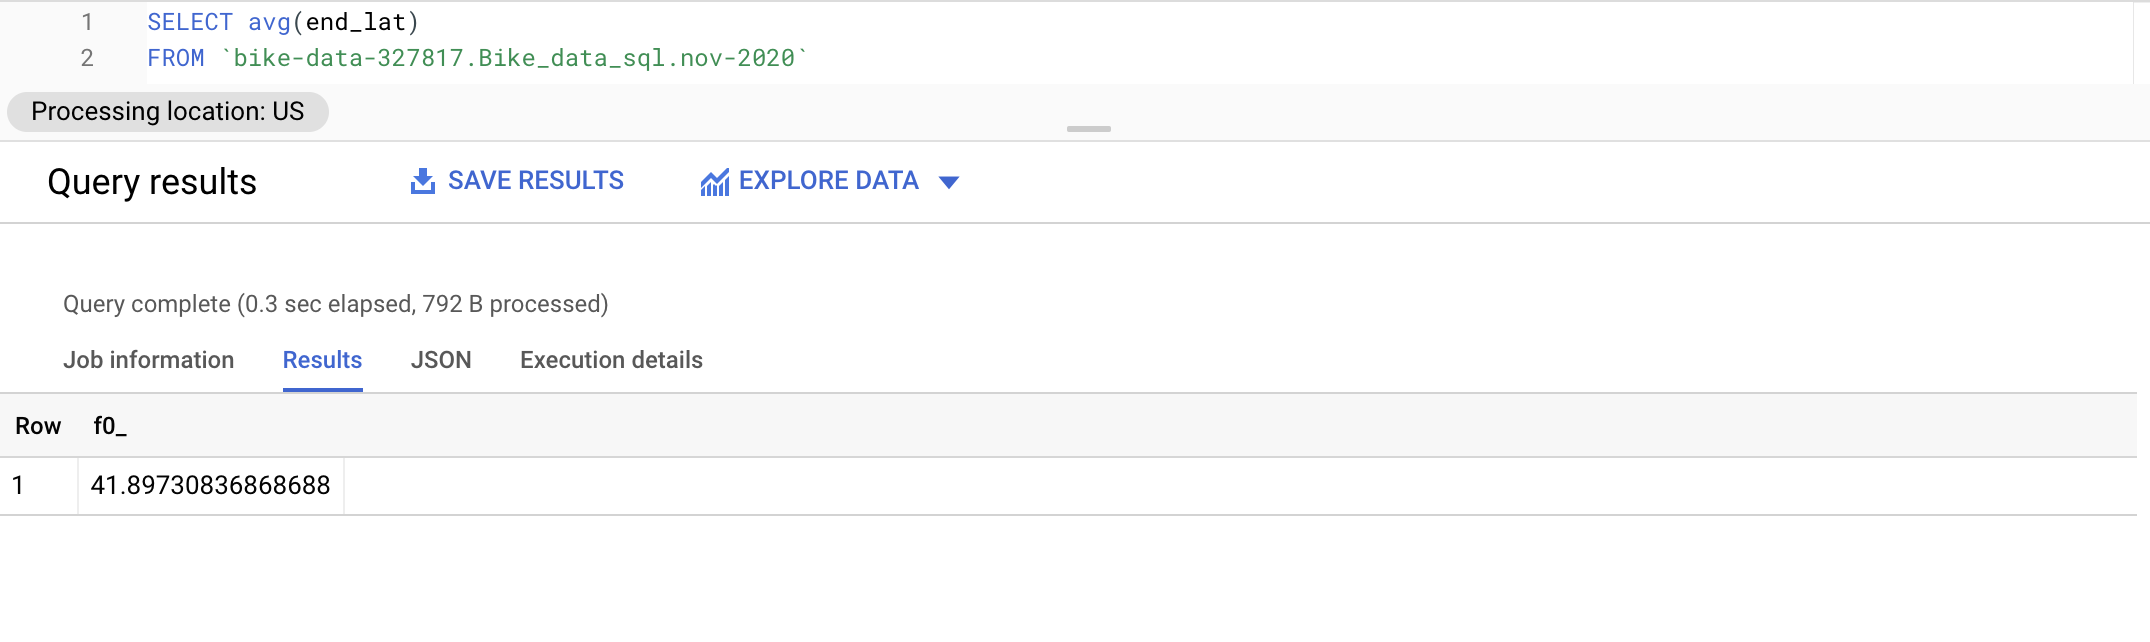 1 SELECT avg(end_lat)
2 FROM `bike-data-327817.Bike_data_sql.nov-2020`
Processing location: US
Query results SAVE RESULTS EXPLORE DATA
Query complete (0.3 sec elapsed, 792 B processed)
Job information Results JSON Execution details
Row f0_
1 41.89730836868688